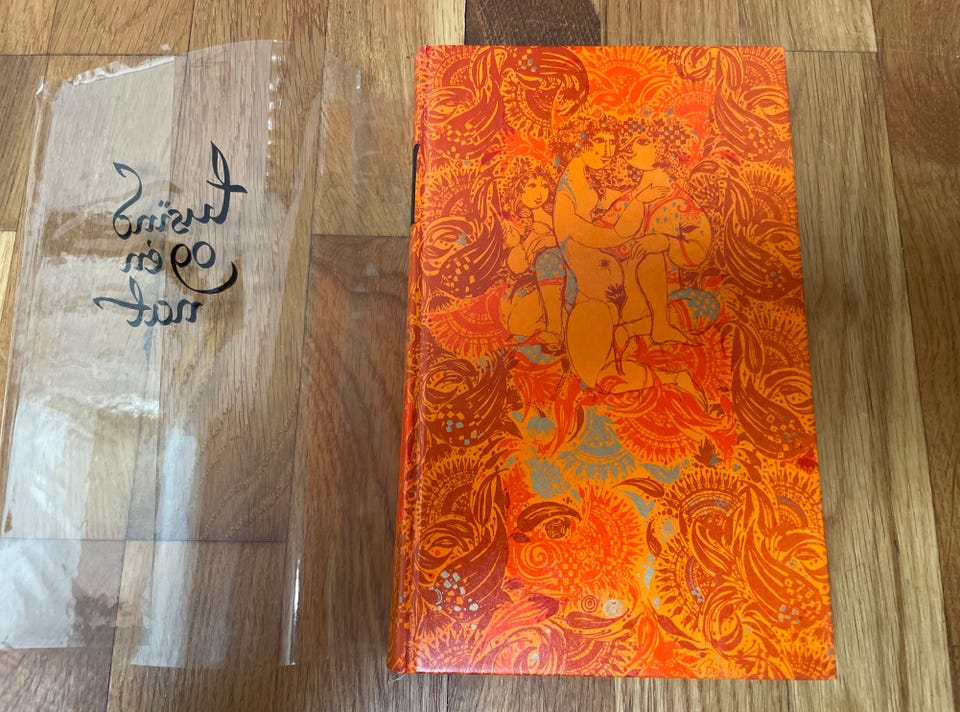 tusind
og én
nat